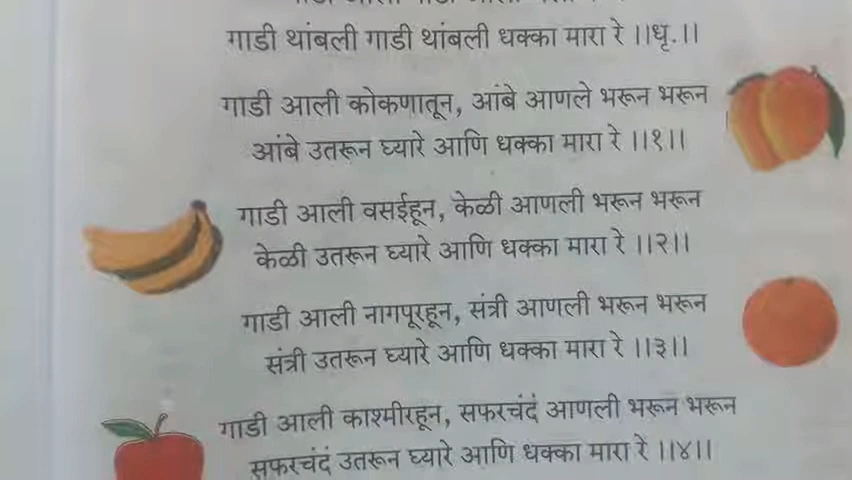 गाडी थांबली गाडी थांबली धक्का मारा रे ।।धृ.।।
गाडी आली कोकणातून, आंबे आणले भरून भरून
आंबे उतरून घ्यारे आणि धक्का मारा रे ।।१।।
गाडी आली वसईहून, केळी आणली भरून भरून
केळी उतरून घ्यारे आणि धक्का मारा रे ।।२।।
गाडी आली नागपूरहून, संत्री आणली भरून भरून
संत्री उतरून घ्यारे आणि धक्का मारा रे ।।३।।
गाडी आली काश्मीरहून, सफरचंदं आणली भरून भरून
सफरचंदं उतरून घ्यारे आणि धक्का मारा रे ।।४।।